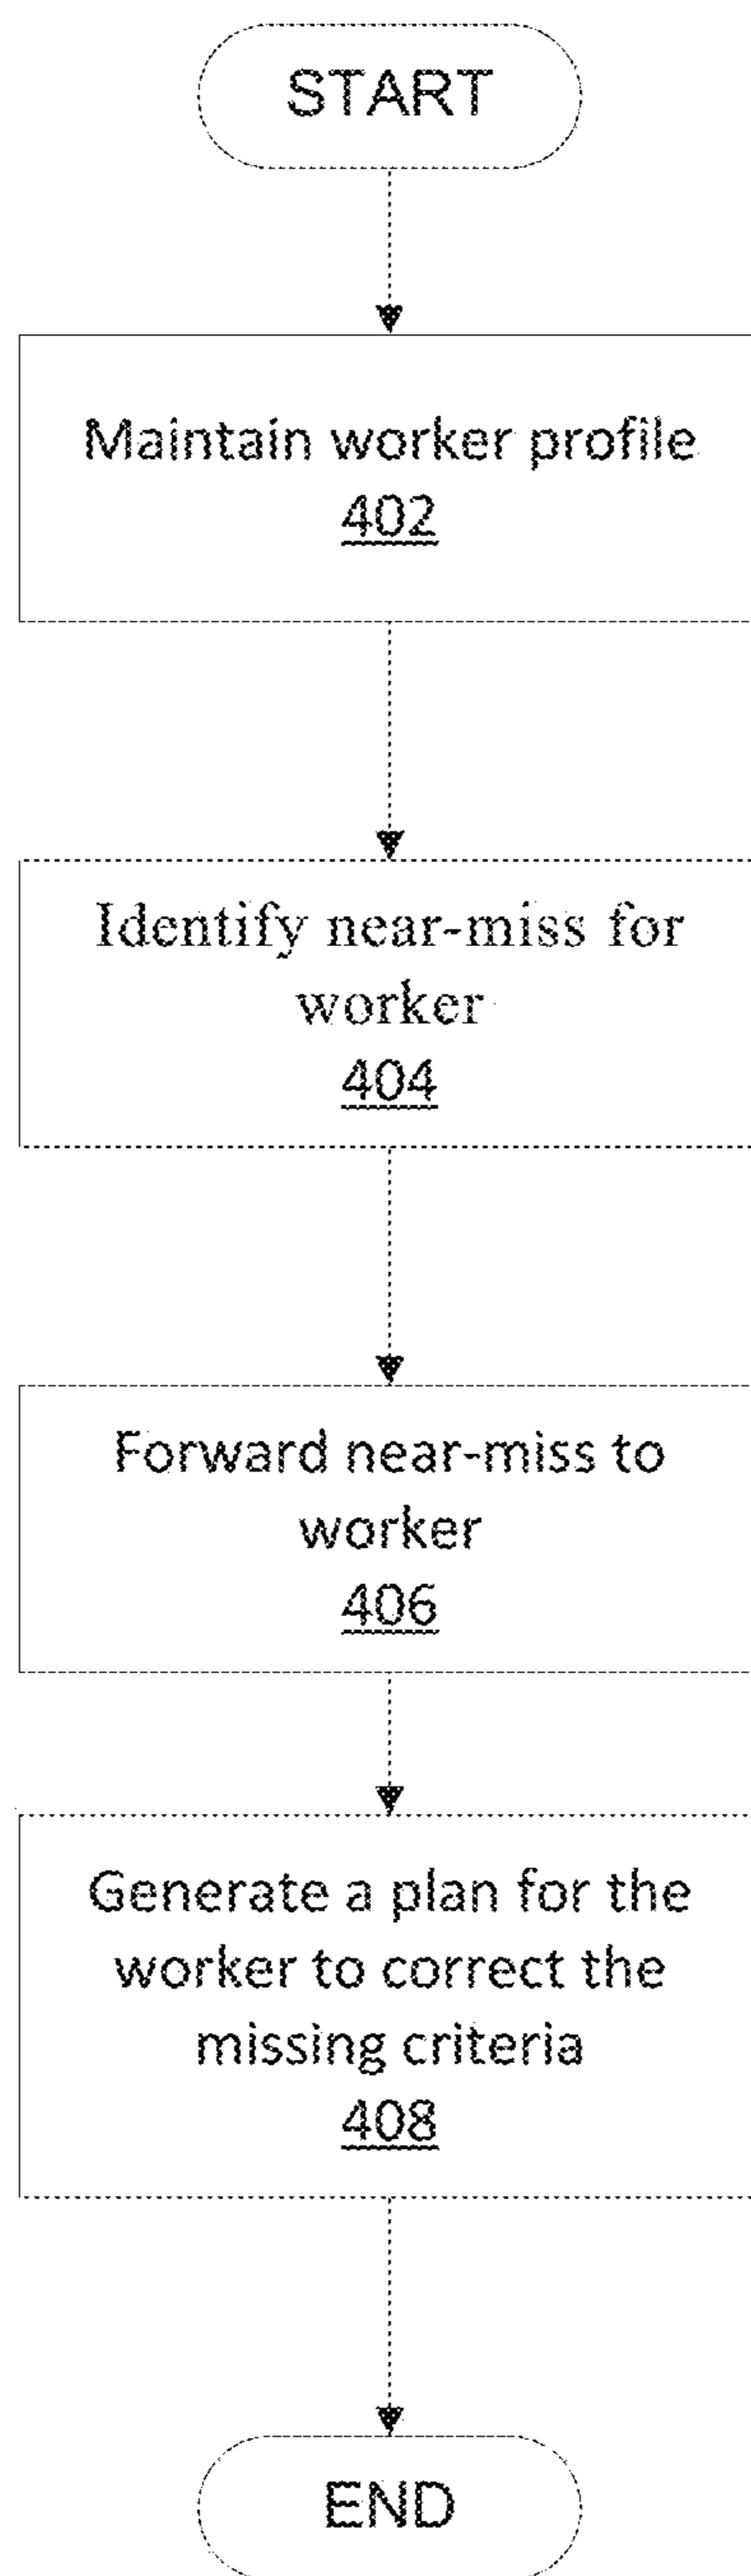 START
Maintain worker profile
402
Identify near-miss for
worker
404
Forward near-miss to
worker
406
Generate a plan for the
worker to correct the
missing criteria
408
END